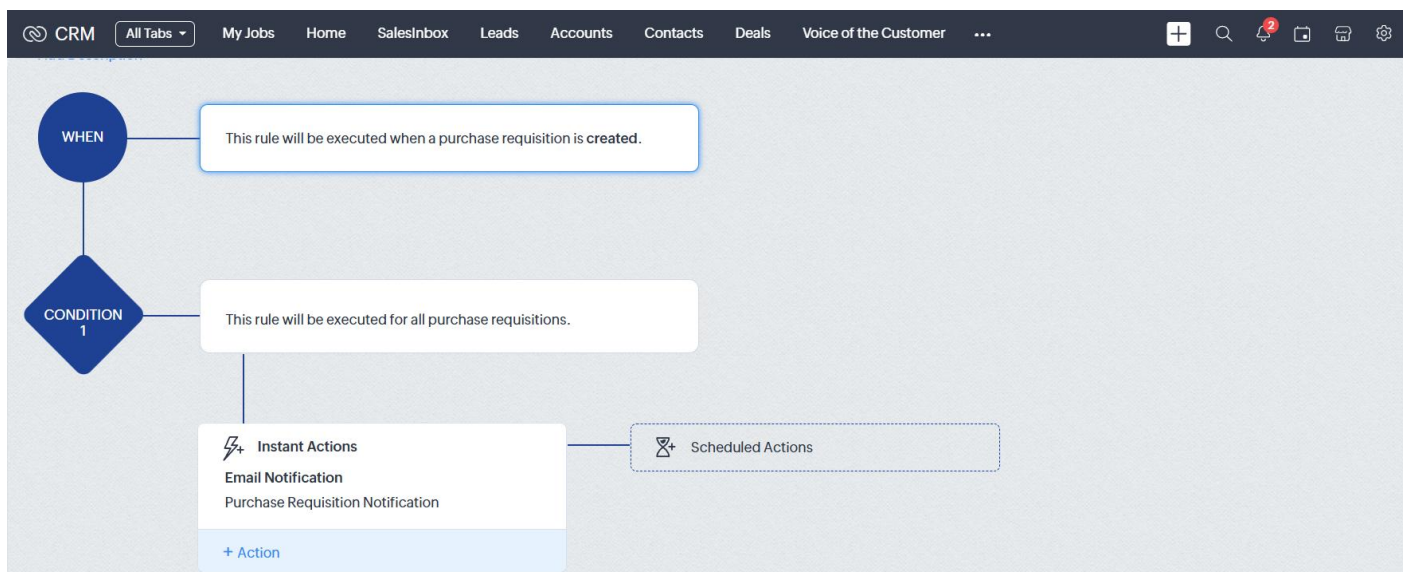 CRM All Tabs My Jobs Home SalesInbox Leads Accounts Contacts Deals Voice of the Customer ... 2
WHEN
This rule will be executed when a purchase requisition is created.
CONDITION
1
This rule will be executed for all purchase requisitions.
Instant Actions
Scheduled Actions
Email Notification
Purchase Requisition Notification
+ Action